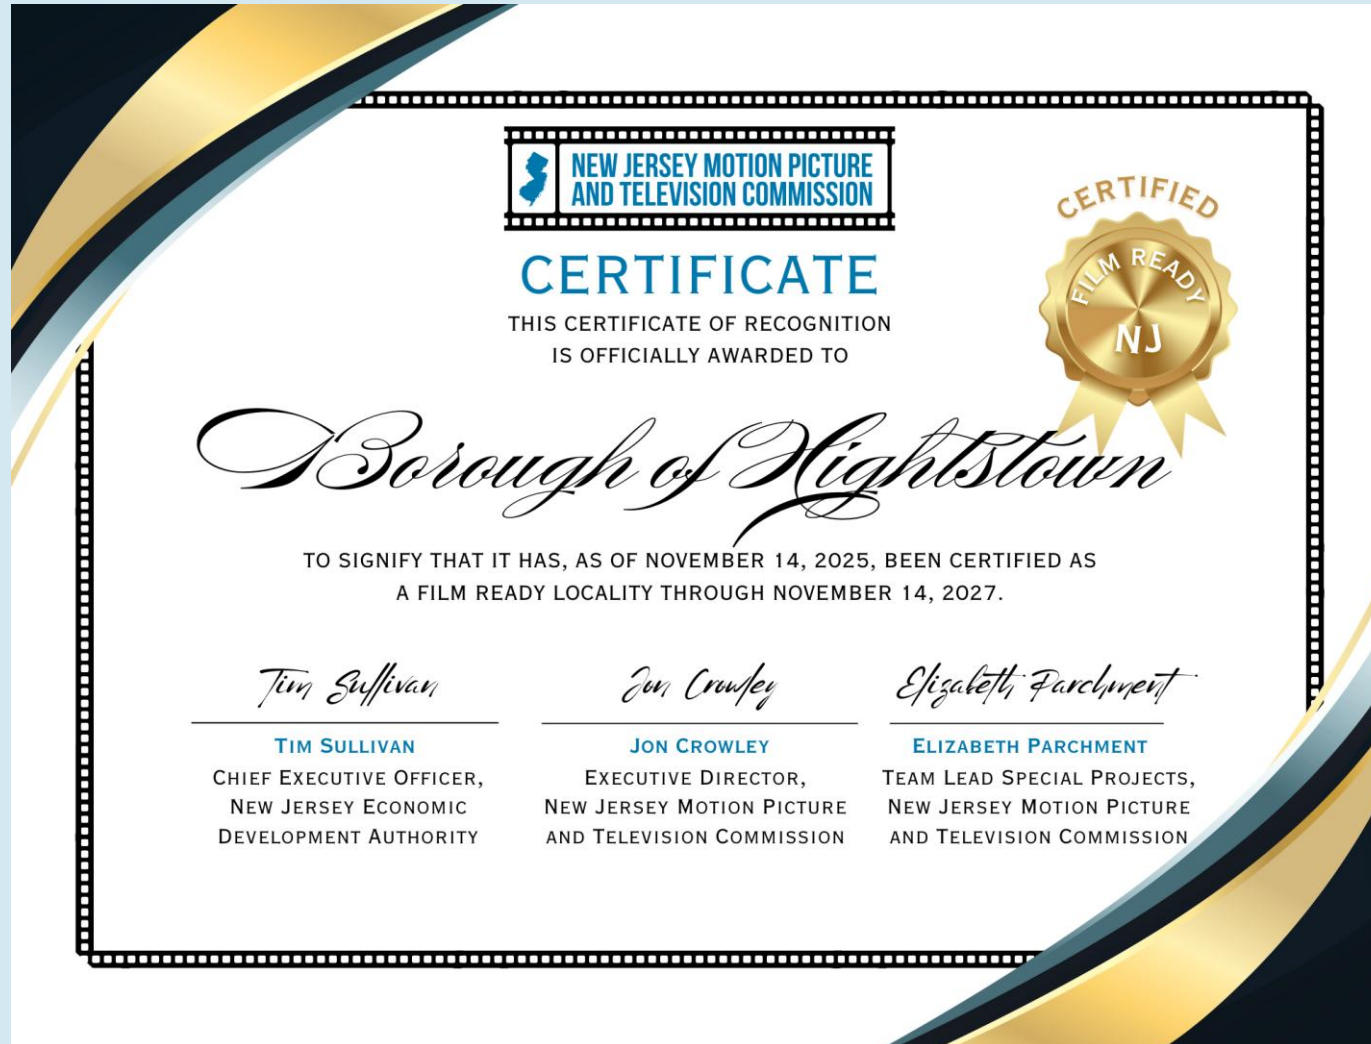 NEW JERSEY MOTION PICTURE
AND TELEVISION COMMISSION
CERTIFIED
FILM READY
NJ
CERTIFICATE
THIS CERTIFICATE OF RECOGNITION
IS OFFICIALLY AWARDED TO
Borough of Hightstown
TO SIGNIFY THAT IT HAS, AS OF NOVEMBER 14, 2025, BEEN CERTIFIED AS
A FILM READY LOCALITY THROUGH NOVEMBER 14, 2027.
Tim Sullivan
TIM SULLIVAN
CHIEF EXECUTIVE OFFICER,
NEW JERSEY ECONOMIC
DEVELOPMENT AUTHORITY
Jon Crowley
JON CROWLEY
EXECUTIVE DIRECTOR,
NEW JERSEY MOTION PICTURE
AND TELEVISION COMMISSION
Elizabeth Parchment
ELIZABETH PARCHMENT
TEAM LEAD SPECIAL PROJECTS,
NEW JERSEY MOTION PICTURE
AND TELEVISION COMMISSION